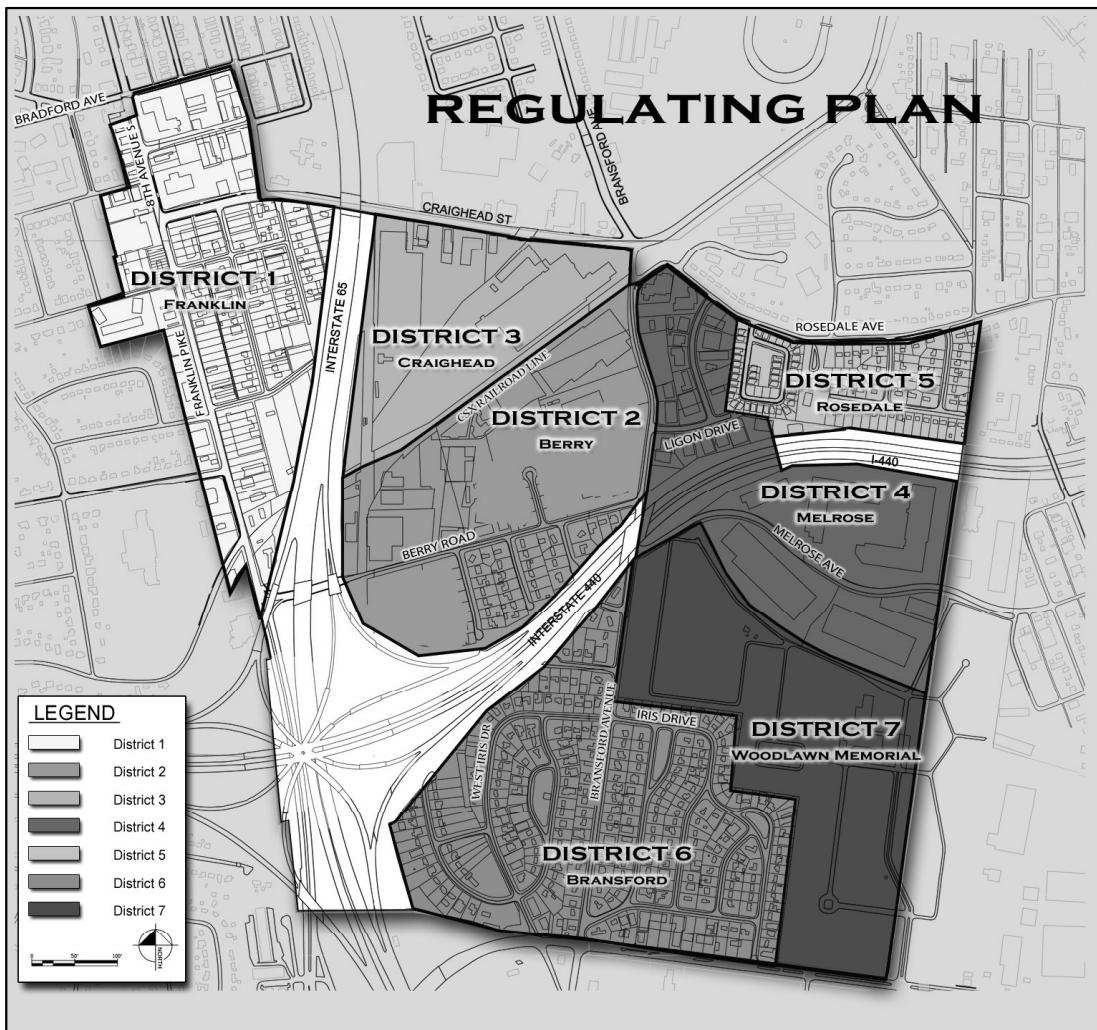 REGULATING PLAN
BRADFORD AVE
8TH AVENUE S
BRANSFORD AVE
CRAIGHEAD ST
DISTRICT 1
FRANKLIN
FRANKLIN PIKE
INTERSTATE 65
DISTRICT 3
CRAIGHEAD
CSX RAILROAD LINE
DISTRICT 2
BERRY
ROSEDALE AVE
DISTRICT 5
ROSEDALE
LIGON DRIVE
I-440
DISTRICT 4
MELROSE
MELROSE AVE
BERRY ROAD
INTERSTATE 440
WEST IRIS DR
BRANSFORD AVENUE
IRIS DRIVE
DISTRICT 7
WOODLAWN MEMORIAL
DISTRICT 6
BRANSFORD
LEGEND
District 1
District 2
District 3
District 4
District 5
District 6
District 7
0 50' 100'
NORTH